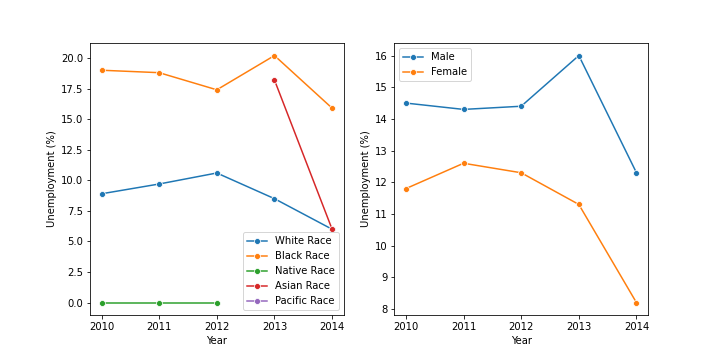 20.0
17.5
15.0
12.5
10.0
7.5
5.0
2.5
0.0
Unemployment (%)
2010 2011 2012 2013 2014
Year
White Race
Black Race
Native Race
Asian Race
Pacific Race
16
15
14
13
12
11
10
9
8
Unemployment (%)
2010 2011 2012 2013 2014
Year
Male
Female